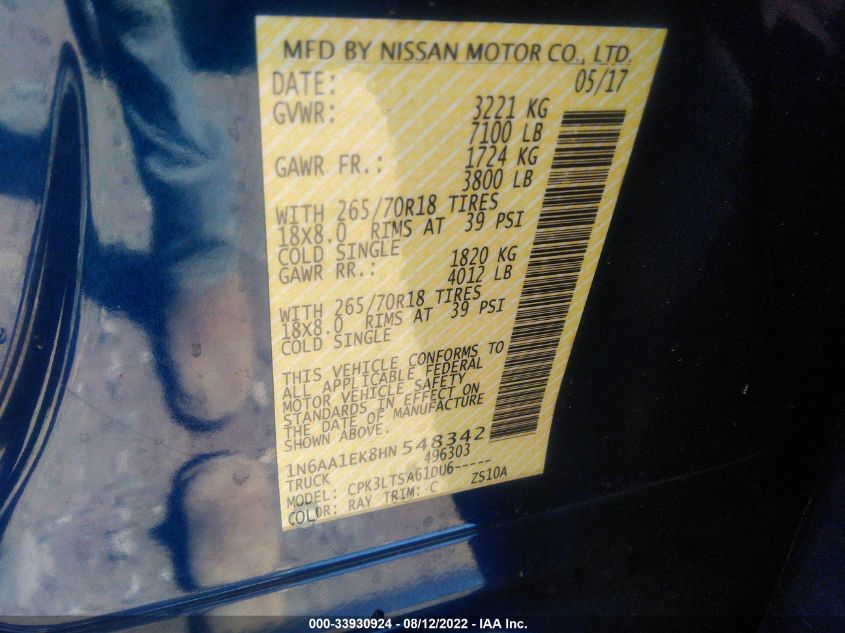 MFD BY NISSAN MOTOR CO., LTD.
DATE: 05/17
GVWR: 3221 KG
7100 LB
GAWR FR.: 1724 KG
3800 LB
WITH 265/70R18 TIRES
18X8.0 RIMS AT 39 PSI
COLD SINGLE
GAWR RR.: 1820 KG
4012 LB
WITH 265/70R18 TIRES
18X8.0 RIMS AT 39 PSI
COLD SINGLE
THIS VEHICLE CONFORMS TO
ALL APPLICABLE FEDERAL
MOTOR VEHICLE SAFETY
STANDARDS IN EFFECT ON
THE DATE OF MANUFACTURE
SHOWN ABOVE.
1N6AA1EK8HN548342
TRUCK 496303
MODEL: CPK3LTSA61DU6-----
COLOR: RAY TRIM: C ZS10A
000-33930924 - 08/12/2022 - IAA Inc.